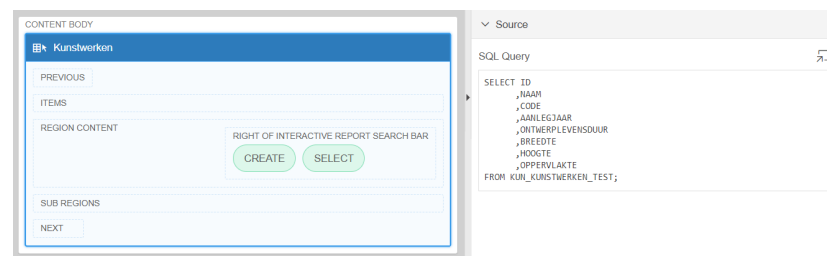 CONTENT BODY
Kunstwerken
PREVIOUS
ITEMS
REGION CONTENT
RIGHT OF INTERACTIVE REPORT SEARCH BAR
CREATE
SELECT
SUB REGIONS
NEXT
Source
SQL Query
SELECT ID
,NAAM
,CODE
,AANLEGJAAR
,ONTWERPLEVENSDUUR
,BREEDTE
,HOOGTE
,OPPERVLAKTE
FROM KUN_KUNSTWERKEN_TEST;